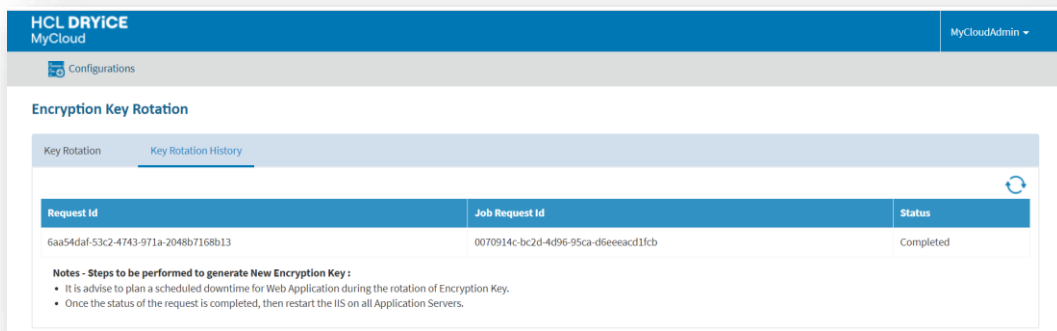 HCL DRYiCE
MyCloud
MyCloudAdmin
Configurations
Encryption Key Rotation
Key Rotation
Key Rotation History
Request Id
Job Request Id
Status
6aa54daf-53c2-4743-971a-2048b7168b13
0070914c-bc2d-4d96-95ca-d6eeeacd1fcb
Completed
Notes - Steps to be performed to generate New Encryption Key :
• It is advise to plan a scheduled downtime for Web Application during the rotation of Encryption Key.
• Once the status of the request is completed, then restart the IIS on all Application Servers.